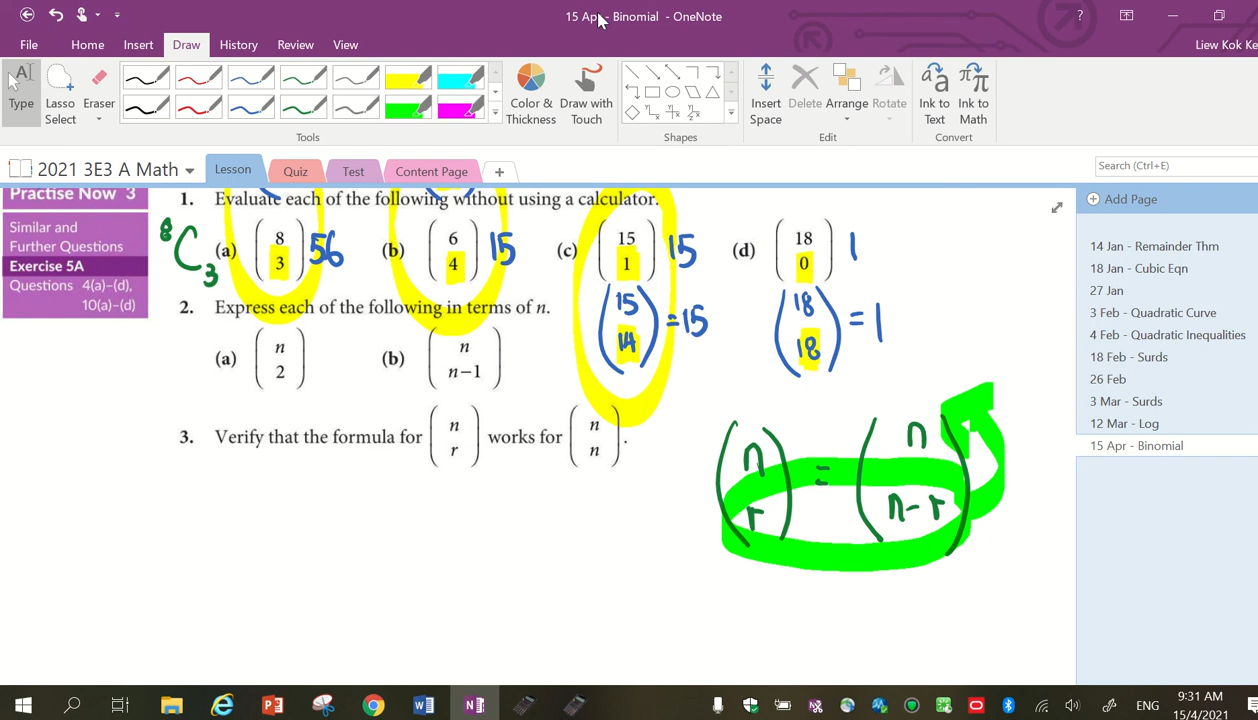 15 Apr - Binomial - OneNote
?
File Home Insert Draw History Review View
Liew Kok Ke
Type
Lasso Select
Eraser
Color & Thickness
Draw with Touch
Insert Space
Delete
Arrange
Rotate
Ink to Text
Ink to Math
Tools
Shapes
Edit
Convert
2021 3E3 A Math
Lesson
Quiz
Test
Content Page
+
Search (Ctrl+E)
Add Page
14 Jan - Remainder Thm
18 Jan - Cubic Eqn
27 Jan
3 Feb - Quadratic Curve
4 Feb - Quadratic Inequalities
18 Feb - Surds
26 Feb
3 Mar - Surds
12 Mar - Log
15 Apr - Binomial
Practise Now 3
Similar and
Further Questions
Exercise 5A
Questions 4(a)–(d),
10(a)–(d)
1. Evaluate each of the following without using a calculator.
8 C 3
(a) (8 3) 56 (b) (6 4) 15 (c) (15 1) 15 (d) (18 0) 1
(15 14) = 15 (18 18) = 1
2. Express each of the following in terms of n.
(a) (n 2) (b) (n n−1)
3. Verify that the formula for (n r) works for (n n).
(n r) = (n n-r)
ENG
9:31 AM
15/4/2021